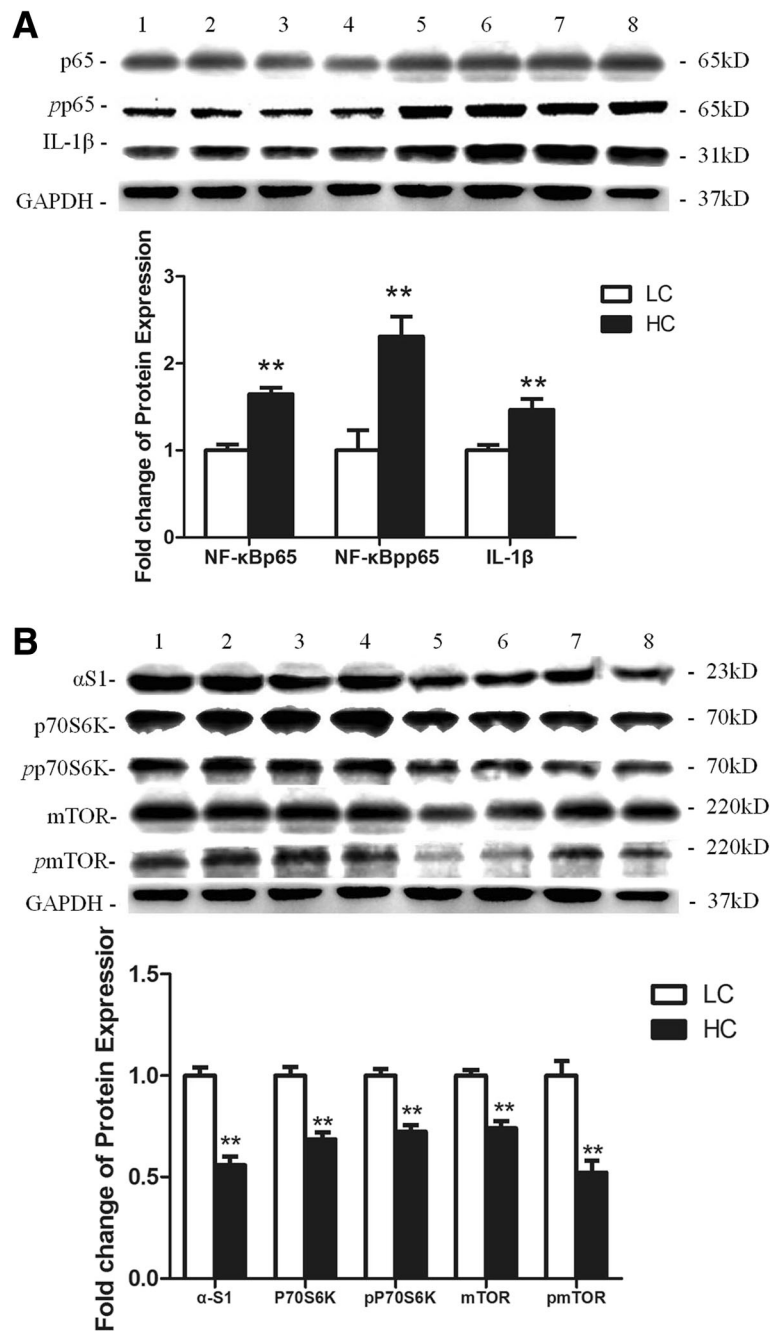 A
1 2 3 4 5 6 7 8
p65 - 65kD
pp65 - 65kD
IL-1β - 31kD
GAPDH - - 37kD
Fold change of Protein Expression
3
2
1
0
** ** **
LC
HC
NF-κBp65 NF-κBpp65 IL-1β
B
1 2 3 4 5 6 7 8
αS1- - 23kD
p70S6K- - 70kD
pp70S6K- - 70kD
mTOR- - 220kD
pmTOR- - 220kD
GAPDH - - 37kD
Fold change of Protein Expression
1.5
1.0
0.5
0.0
** ** ** ** **
LC
HC
α-S1 P70S6K pP70S6K mTOR pmTOR